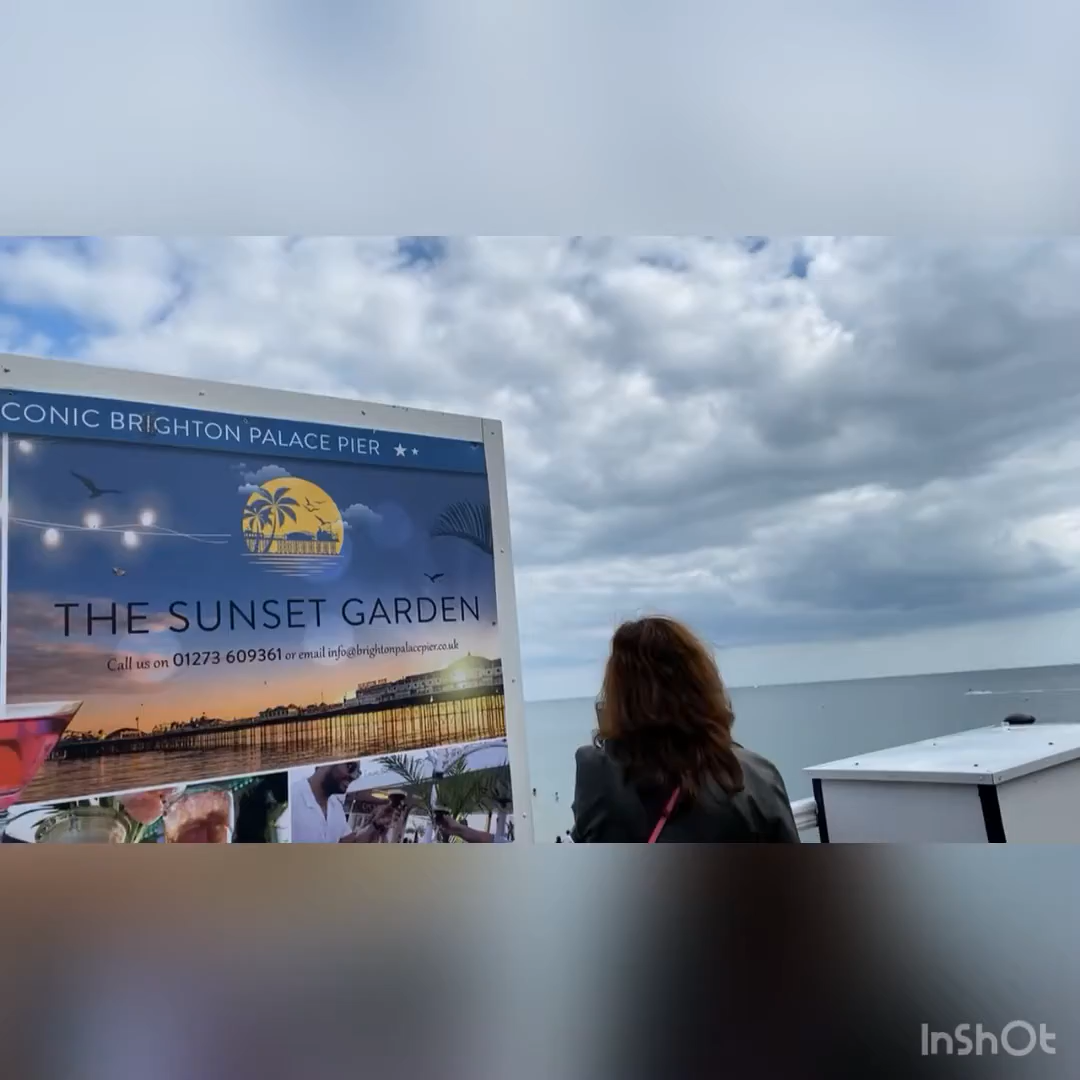 CONIC BRIGHTON PALACE PIER
THE SUNSET GARDEN
Call us on 01273 609361 or email info@brightonpalacepier.co.uk
InShOt